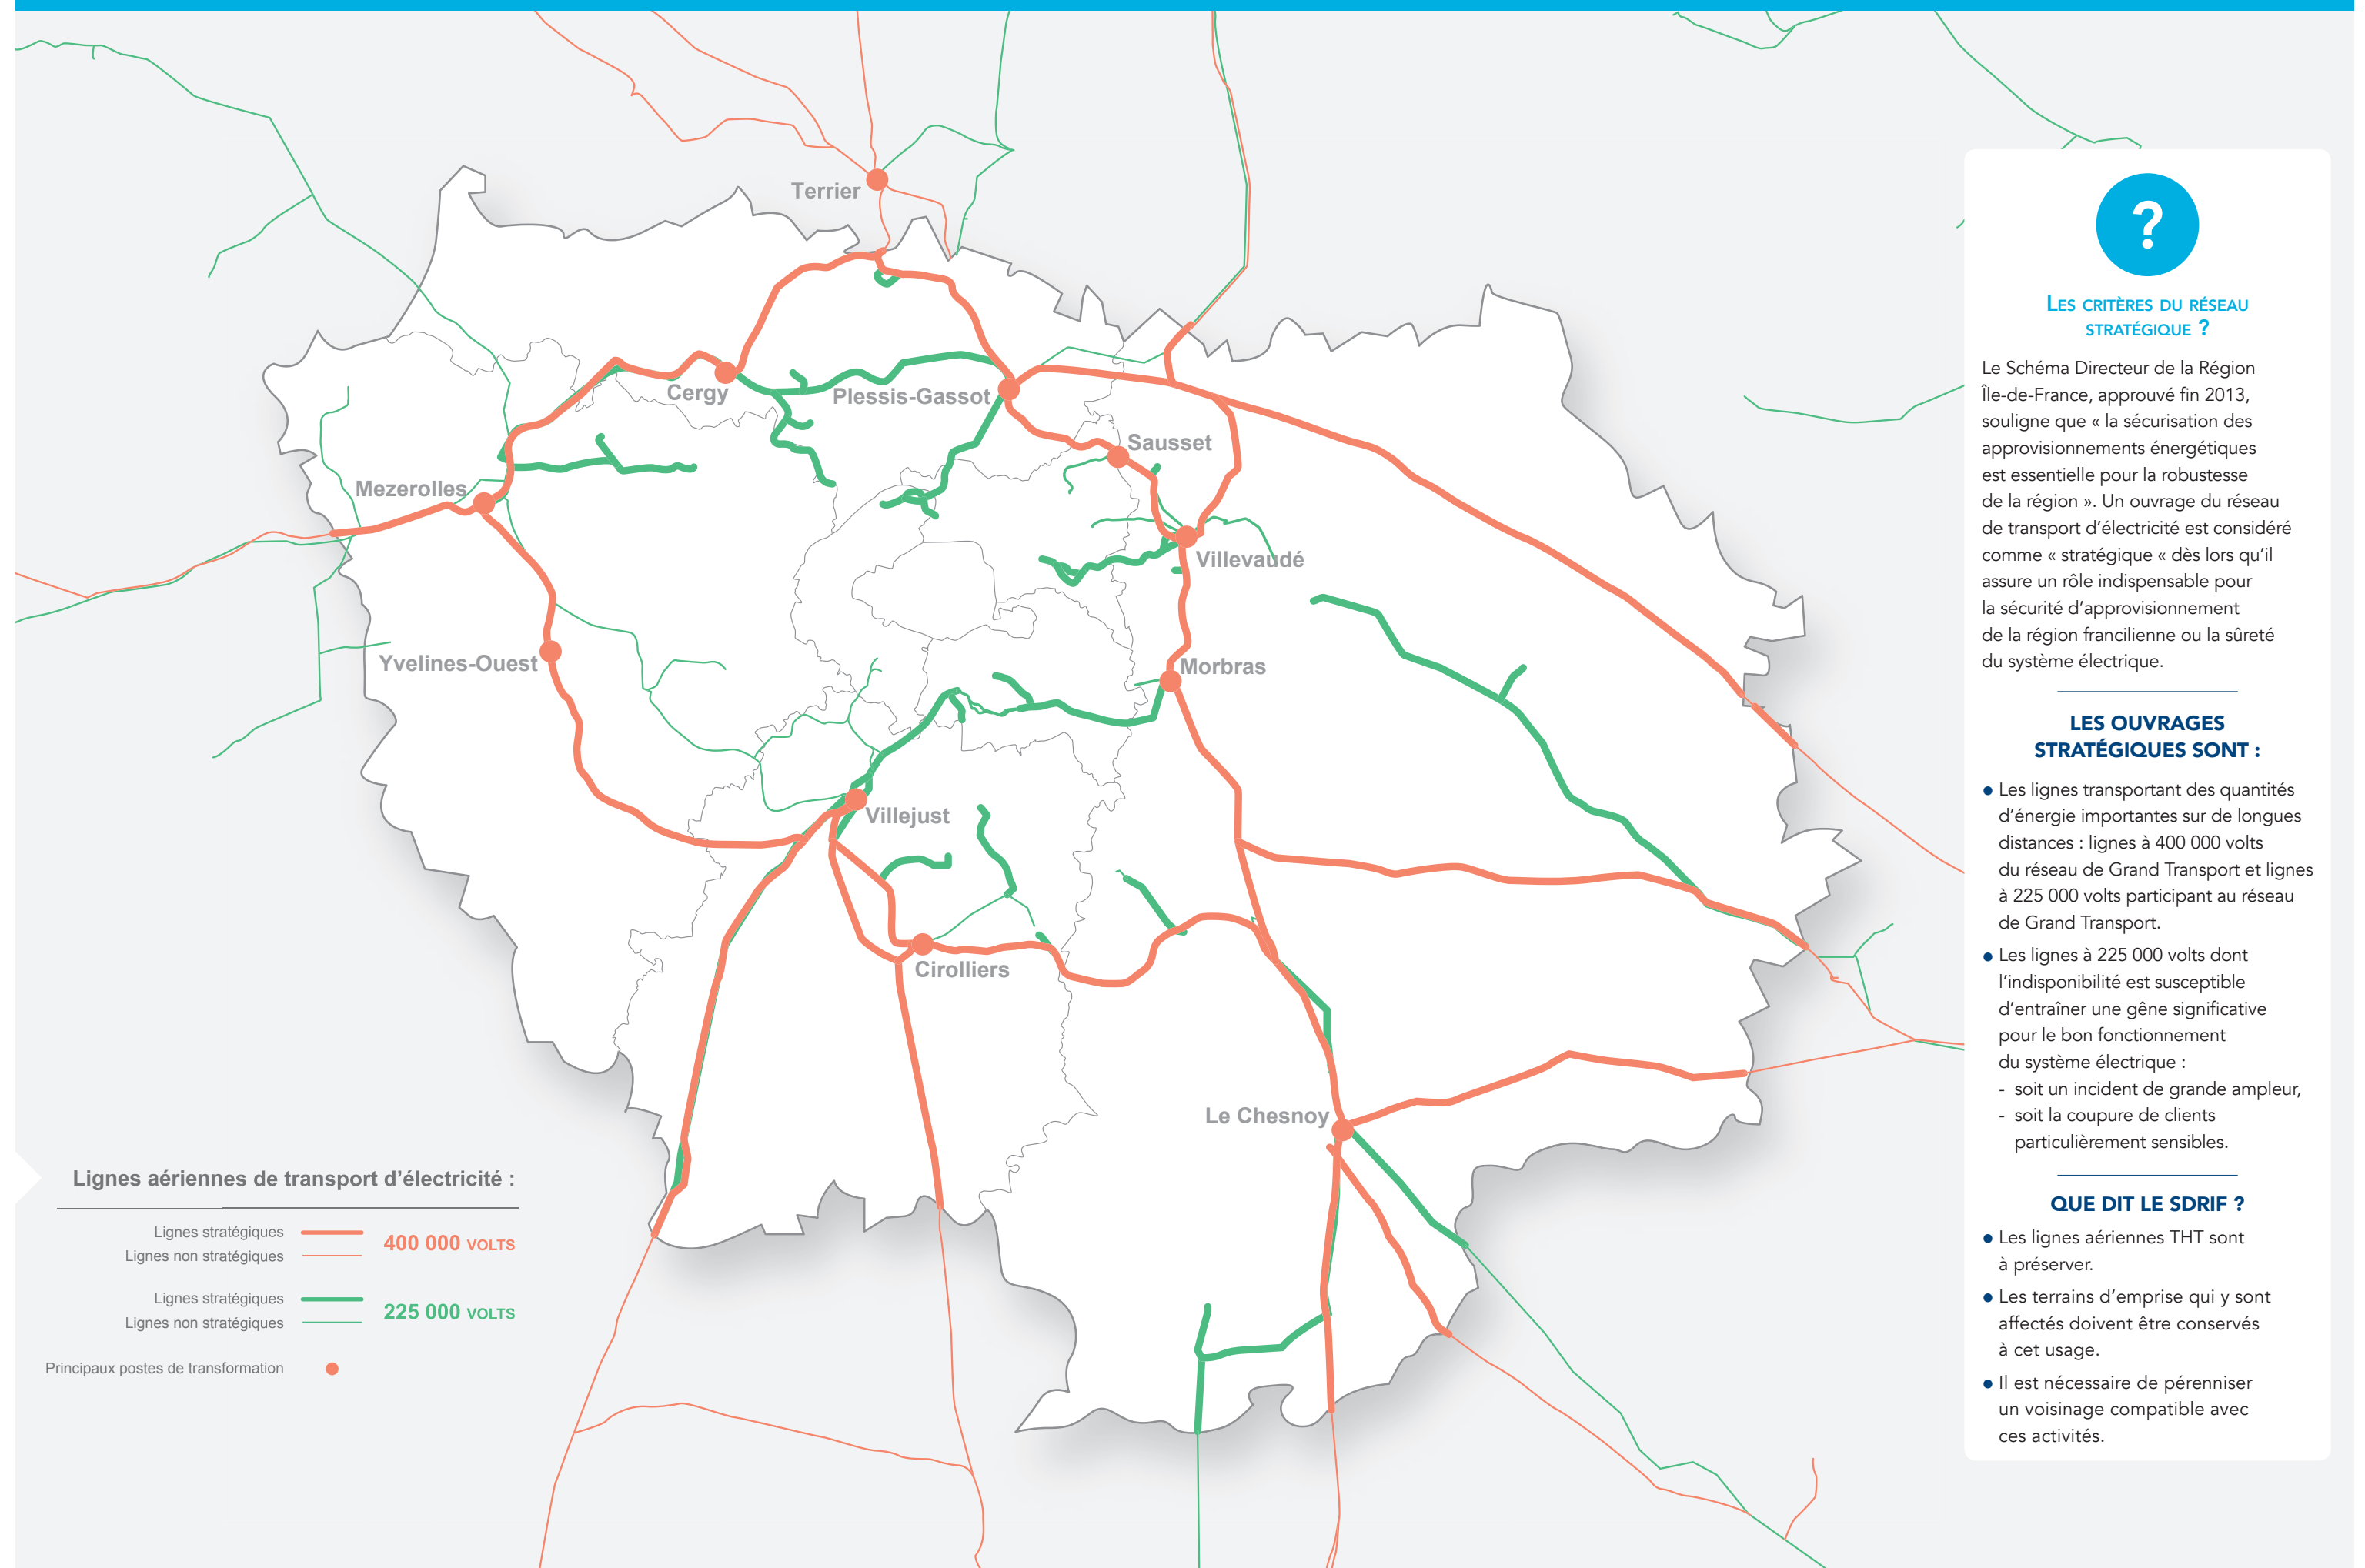 Terrier
Cergy
Plessis-Gassot
Sausset
Mezerolles
Villevaudé
Yvelines-Ouest
Morbras
Villejust
Cirolliers
Le Chesnoy
Lignes aériennes de transport d’électricité :
Lignes stratégiques
Lignes non stratégiques
400 000 VOLTS
Lignes stratégiques
Lignes non stratégiques
225 000 VOLTS
Principaux postes de transformation
?
LES CRITÈRES DU RÉSEAU
STRATÉGIQUE ?
Le Schéma Directeur de la Région
Île-de-France, approuvé fin 2013,
souligne que « la sécurisation des
approvisionnements énergétiques
est essentielle pour la robustesse
de la région ». Un ouvrage du réseau
de transport d’électricité est considéré
comme « stratégique « dès lors qu’il
assure un rôle indispensable pour
la sécurité d’approvisionnement
de la région francilienne ou la sûreté
du système électrique.
LES OUVRAGES
STRATÉGIQUES SONT :
• Les lignes transportant des quantités
d’énergie importantes sur de longues
distances : lignes à 400 000 volts
du réseau de Grand Transport et lignes
à 225 000 volts participant au réseau
de Grand Transport.
• Les lignes à 225 000 volts dont
l’indisponibilité est susceptible
d’entraîner une gêne significative
pour le bon fonctionnement
du système électrique :
- soit un incident de grande ampleur,
- soit la coupure de clients
particulièrement sensibles.
QUE DIT LE SDRIF ?
• Les lignes aériennes THT sont
à préserver.
• Les terrains d’emprise qui y sont
affectés doivent être conservés
à cet usage.
• Il est nécessaire de pérenniser
un voisinage compatible avec
ces activités.